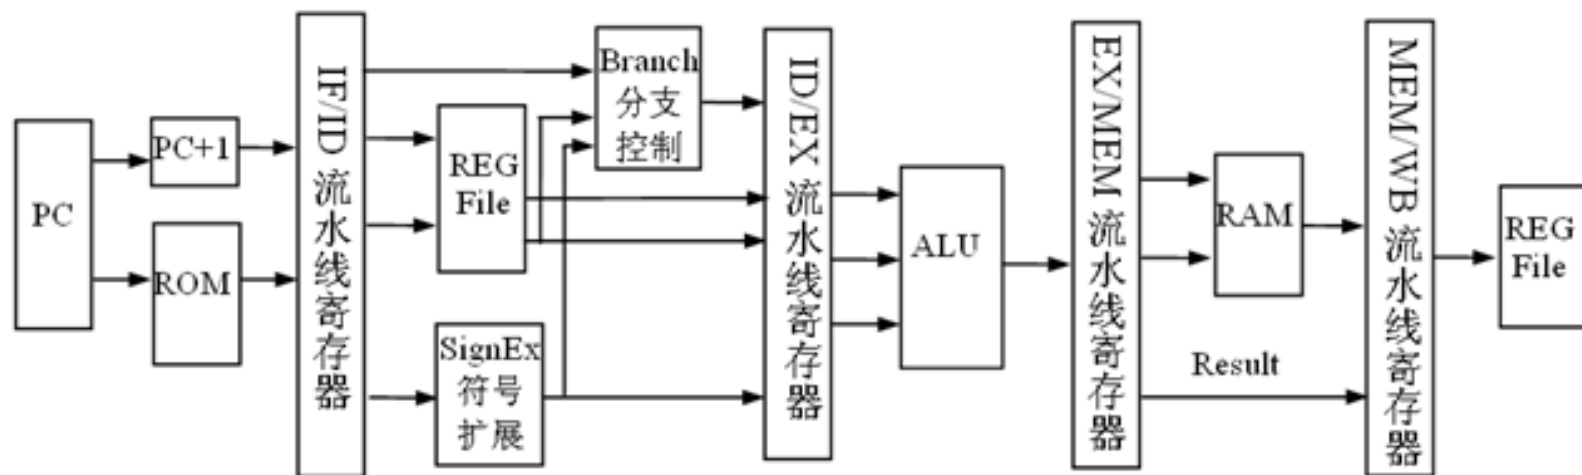 PC
PC+1
ROM
IF/ID 流水线寄存器
REG
File
SignEx
符号
扩展
Branch
分支
控制
ID/EX 流水线寄存器
ALU
EX/MEM 流水线寄存器
RAM
Result
MEM/WB 流水线寄存器
REG
File